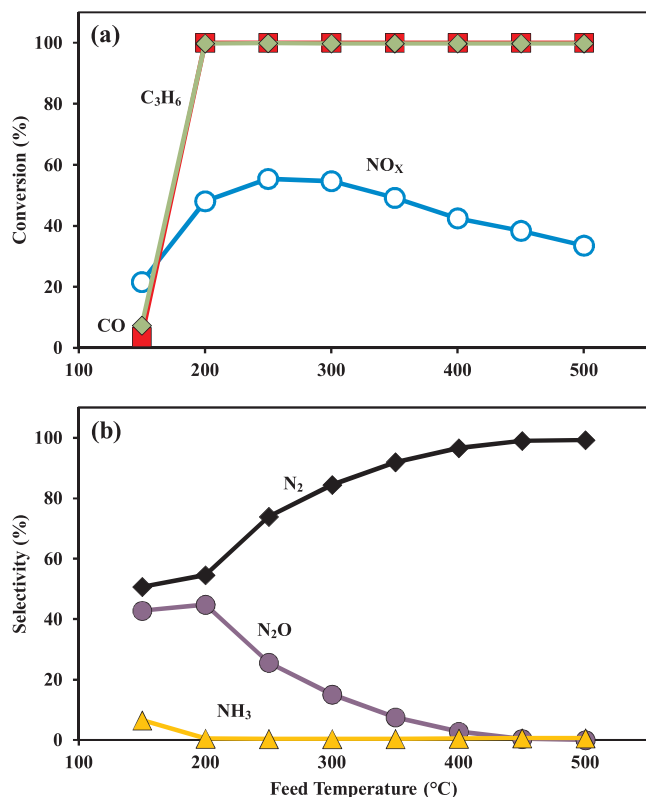 (a)
100
80
60
40
20
0
Conversion (%)
C₃H₆
NOₓ
CO
100 200 300 400 500
(b)
100
80
60
40
20
0
Selectivity (%)
N₂
N₂O
NH₃
100 200 300 400 500
Feed Temperature (°C)